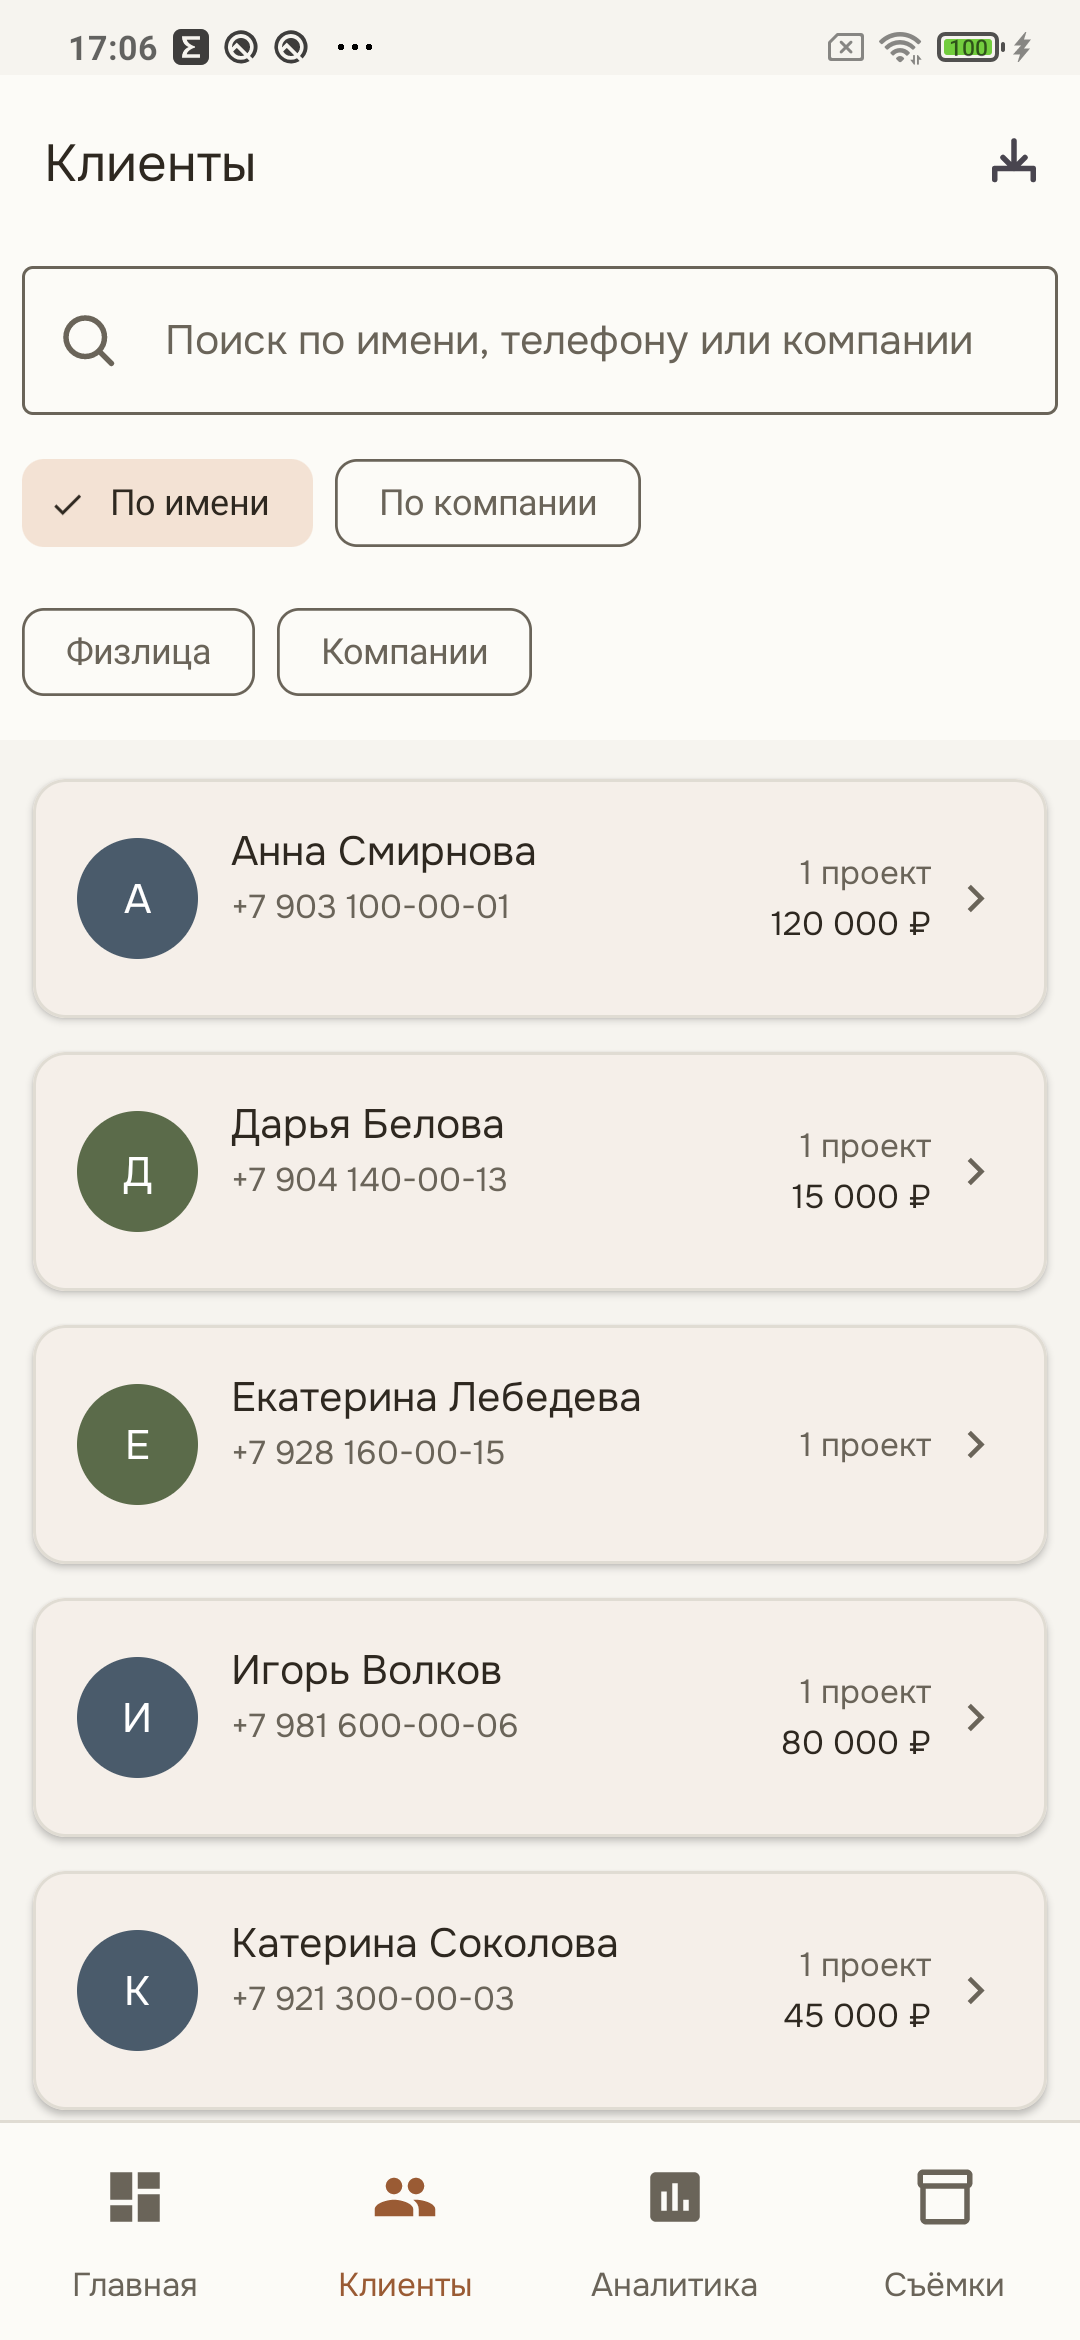 17:06
100
Клиенты
Поиск по имени, телефону или компании
По имени
По компании
Физлица
Компании
А
Анна Смирнова
+7 903 100-00-01
1 проект
120 000 ₽
Д
Дарья Белова
+7 904 140-00-13
1 проект
15 000 ₽
Е
Екатерина Лебедева
+7 928 160-00-15
1 проект
И
Игорь Волков
+7 981 600-00-06
1 проект
80 000 ₽
К
Катерина Соколова
+7 921 300-00-03
1 проект
45 000 ₽
Главная
Клиенты
Аналитика
Съёмки